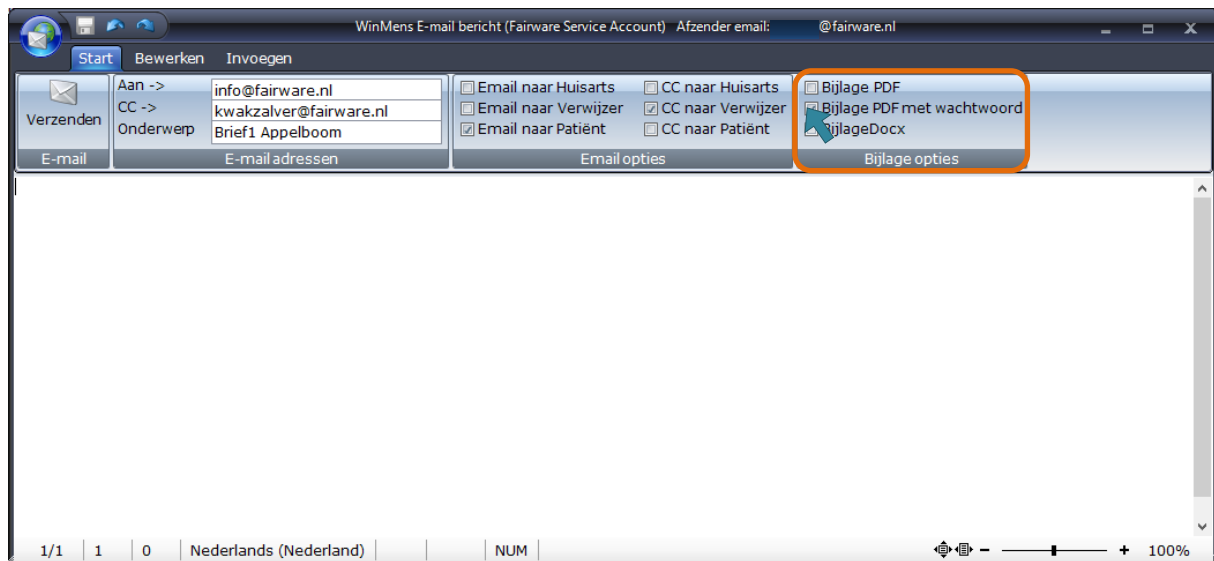 WinMens E-mail bericht (Fairware Service Account) Afzender email: @fairware.nl
Start Bewerken Invoegen
Verzenden
E-mail
Aan -> info@fairware.nl
CC -> kwakzalver@fairware.nl
Onderwerp Brief1 Appelboom
E-mail adressen
Email naar Huisarts CC naar Huisarts
Email naar Verwijzer CC naar Verwijzer
Email naar Patiënt CC naar Patiënt
Email opties
Bijlage PDF
Bijlage PDF met wachtwoord
BijlageDocx
Bijlage opties
1/1 1 0 Nederlands (Nederland) NUM 100%